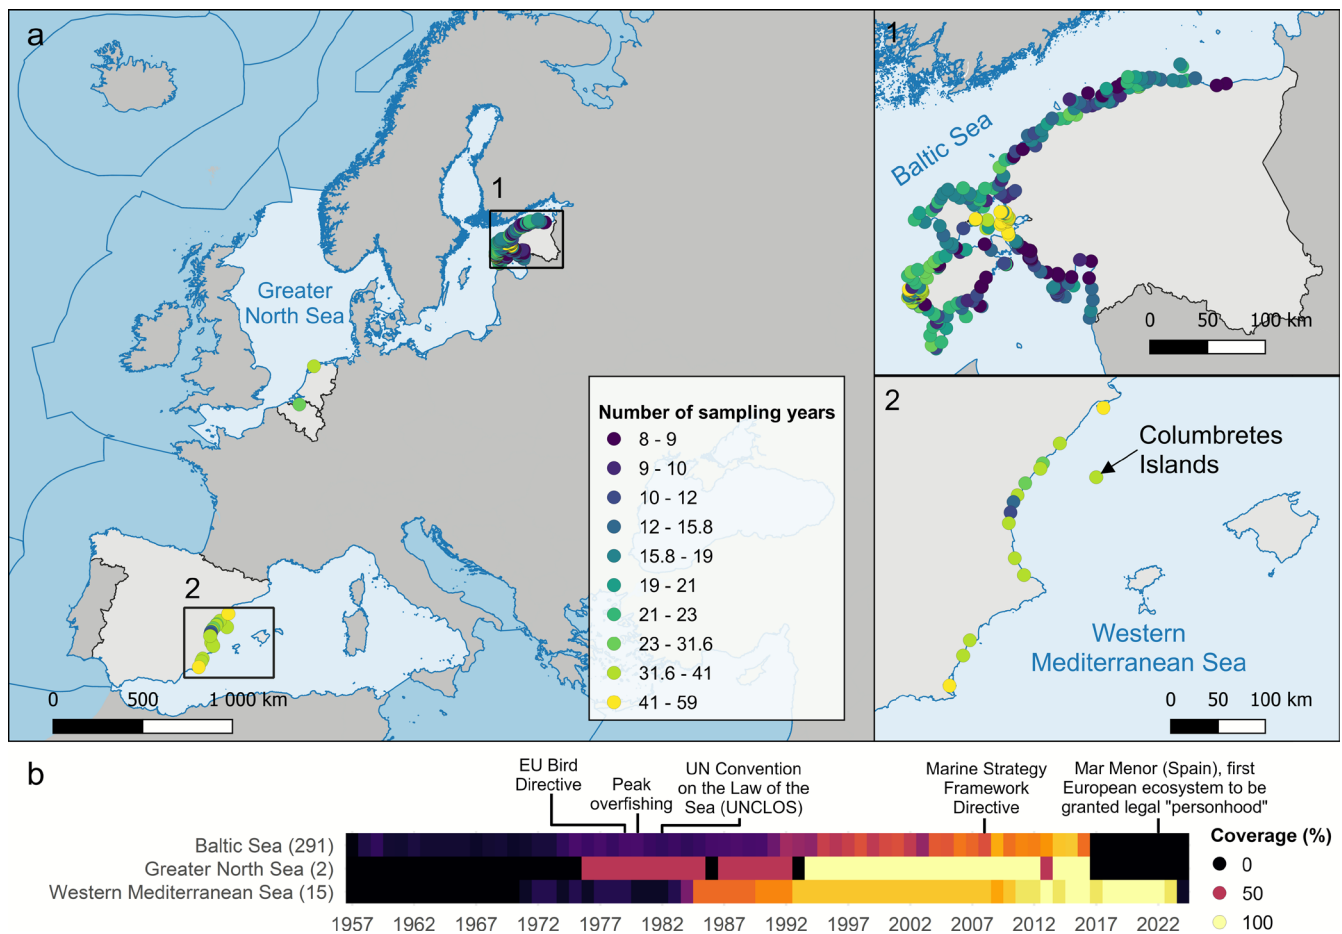 a
1
Greater
North Sea
2
0 500 1 000 km
Number of sampling years
8 - 9
9 - 10
10 - 12
12 - 15.8
15.8 - 19
19 - 21
21 - 23
23 - 31.6
31.6 - 41
41 - 59
1
Baltic Sea
0 50 100 km
2
Columbretes
Islands
Western
Mediterranean Sea
0 50 100 km
b
EU Bird
Directive
Peak
overfishing
UN Convention
on the Law of the
Sea (UNCLOS)
Marine Strategy
Framework
Directive
Mar Menor (Spain), first
European ecosystem to be
granted legal "personhood"
Baltic Sea (291)
Greater North Sea (2)
Western Mediterranean Sea (15)
1957 1962 1967 1972 1977 1982 1987 1992 1997 2002 2007 2012 2017 2022
Coverage (%)
0
50
100